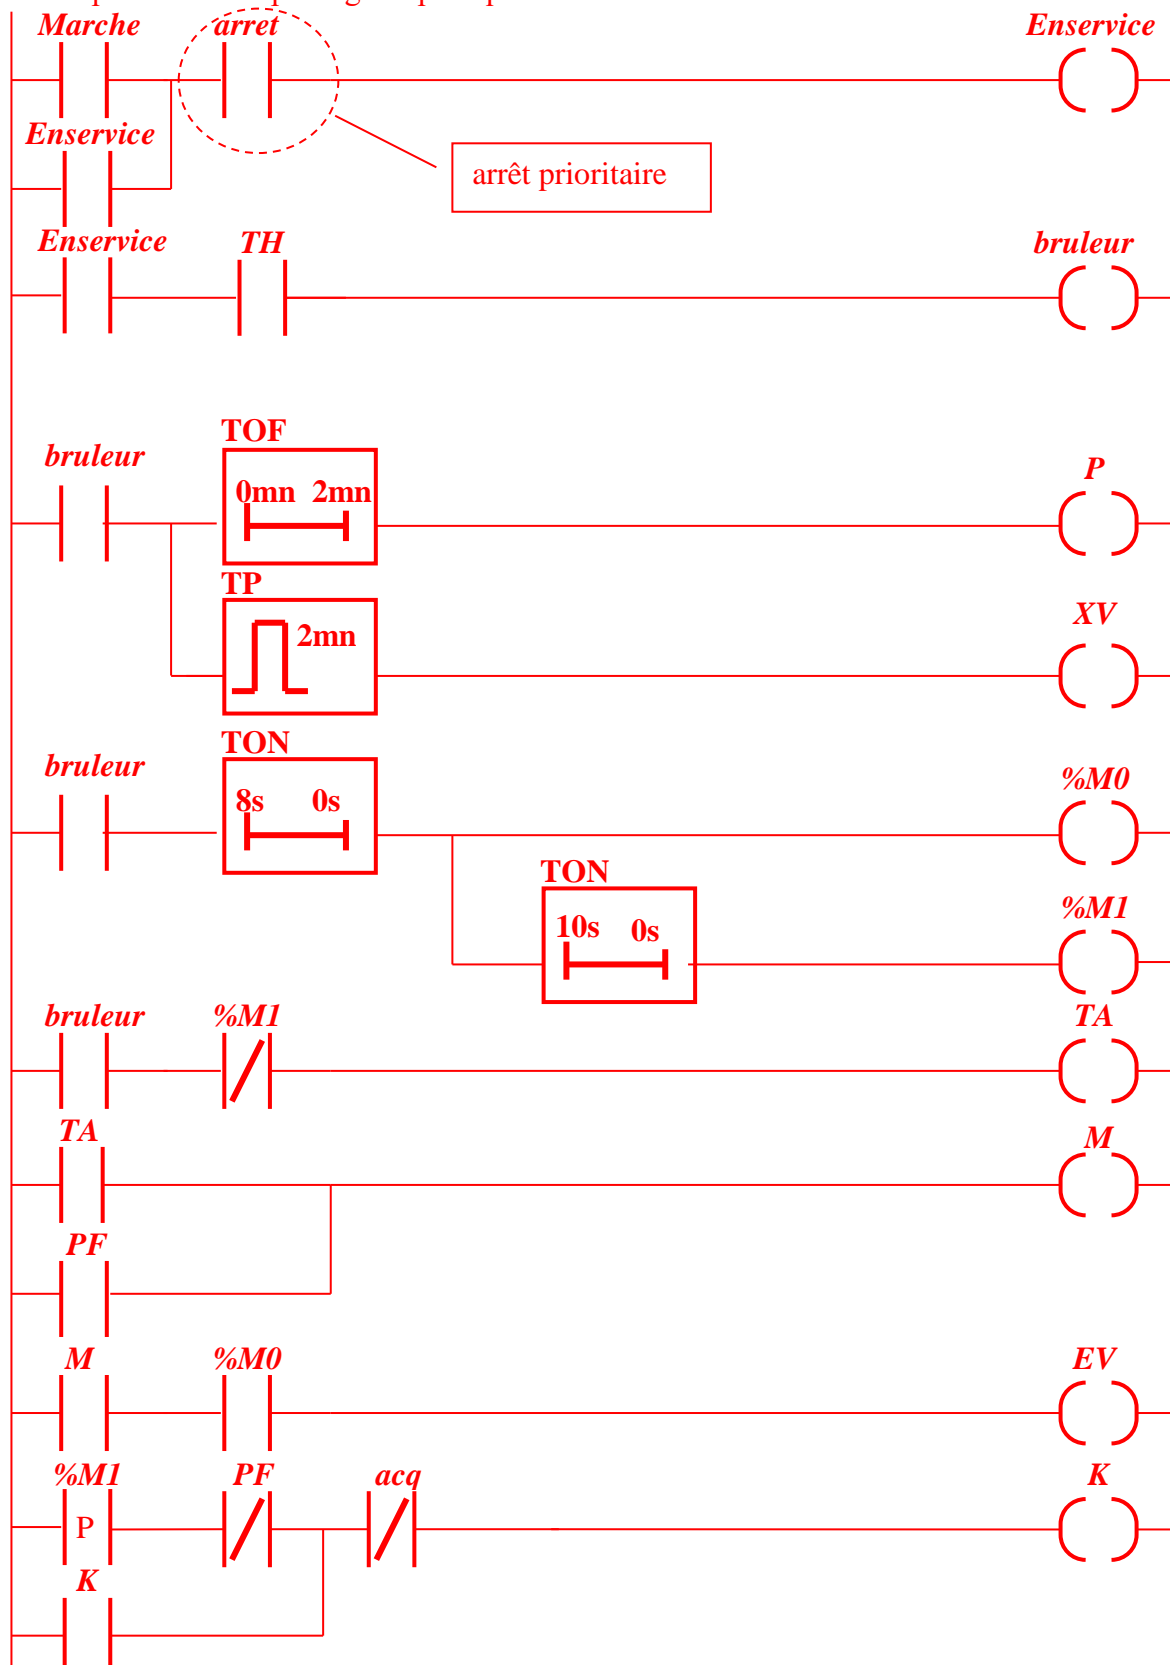 Marche arret Enservice
Enservice
arrêt prioritaire
Enservice TH bruleur
TOF
bruleur P
0mn 2mn
TP
XV
2mn
TON
bruleur %M0
8s 0s
TON
%M1
10s 0s
bruleur %M1 TA
TA M
PF
M %M0 EV
%M1 PF acq K
P
K